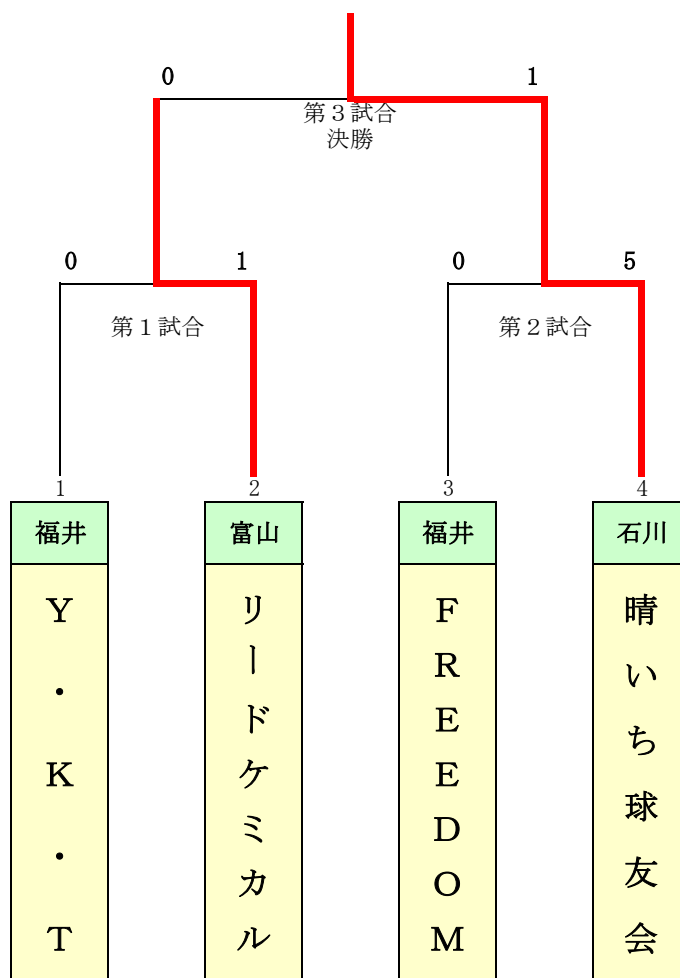 0 1
第３試合
決勝
0 1 0 5
第１試合 第２試合
1 2 3 4
福井 富山 福井 石川
Ｙ・Ｋ・Ｔ
リードケミカル
ＦＲＥＥＤＯＭ
晴いち球友会